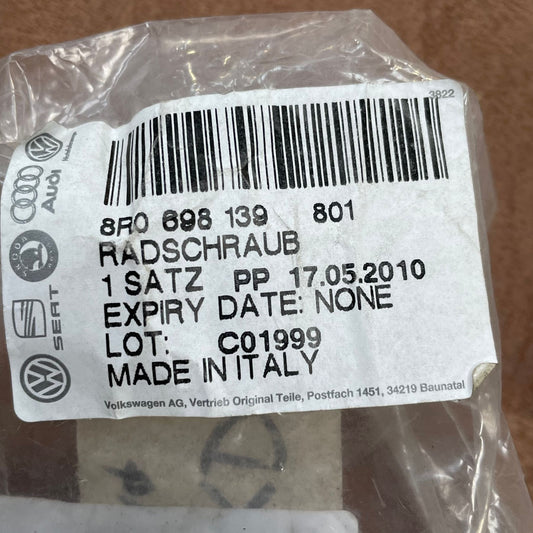 3822
8R0 698 139 801
RADSCHRAUB
1 SATZ PP 17.05.2010
EXPIRY DATE: NONE
LOT: C01999
MADE IN ITALY
Volkswagen AG, Vertrieb Original Teile, Postfach 1451, 34219 Baunatal
Audi
SKODA
SEAT